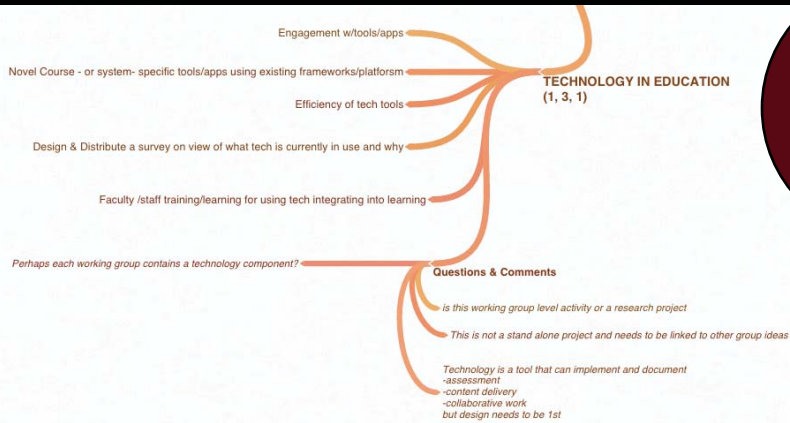 Engagement w/tools/apps
Novel Course - or system- specific tools/apps using existing frameworks/platforsm
TECHNOLOGY IN EDUCATION
(1, 3, 1)
Efficiency of tech tools
Design & Distribute a survey on view of what tech is currently in use and why
Faculty /staff training/learning for using tech integrating into learning
Perhaps each working group contains a technology component?
Questions & Comments
is this working group level activity or a research project
This is not a stand alone project and needs to be linked to other group ideas
Technology is a tool that can implement and document
-assessment
-content delivery
-collaborative work
but design needs to be 1st